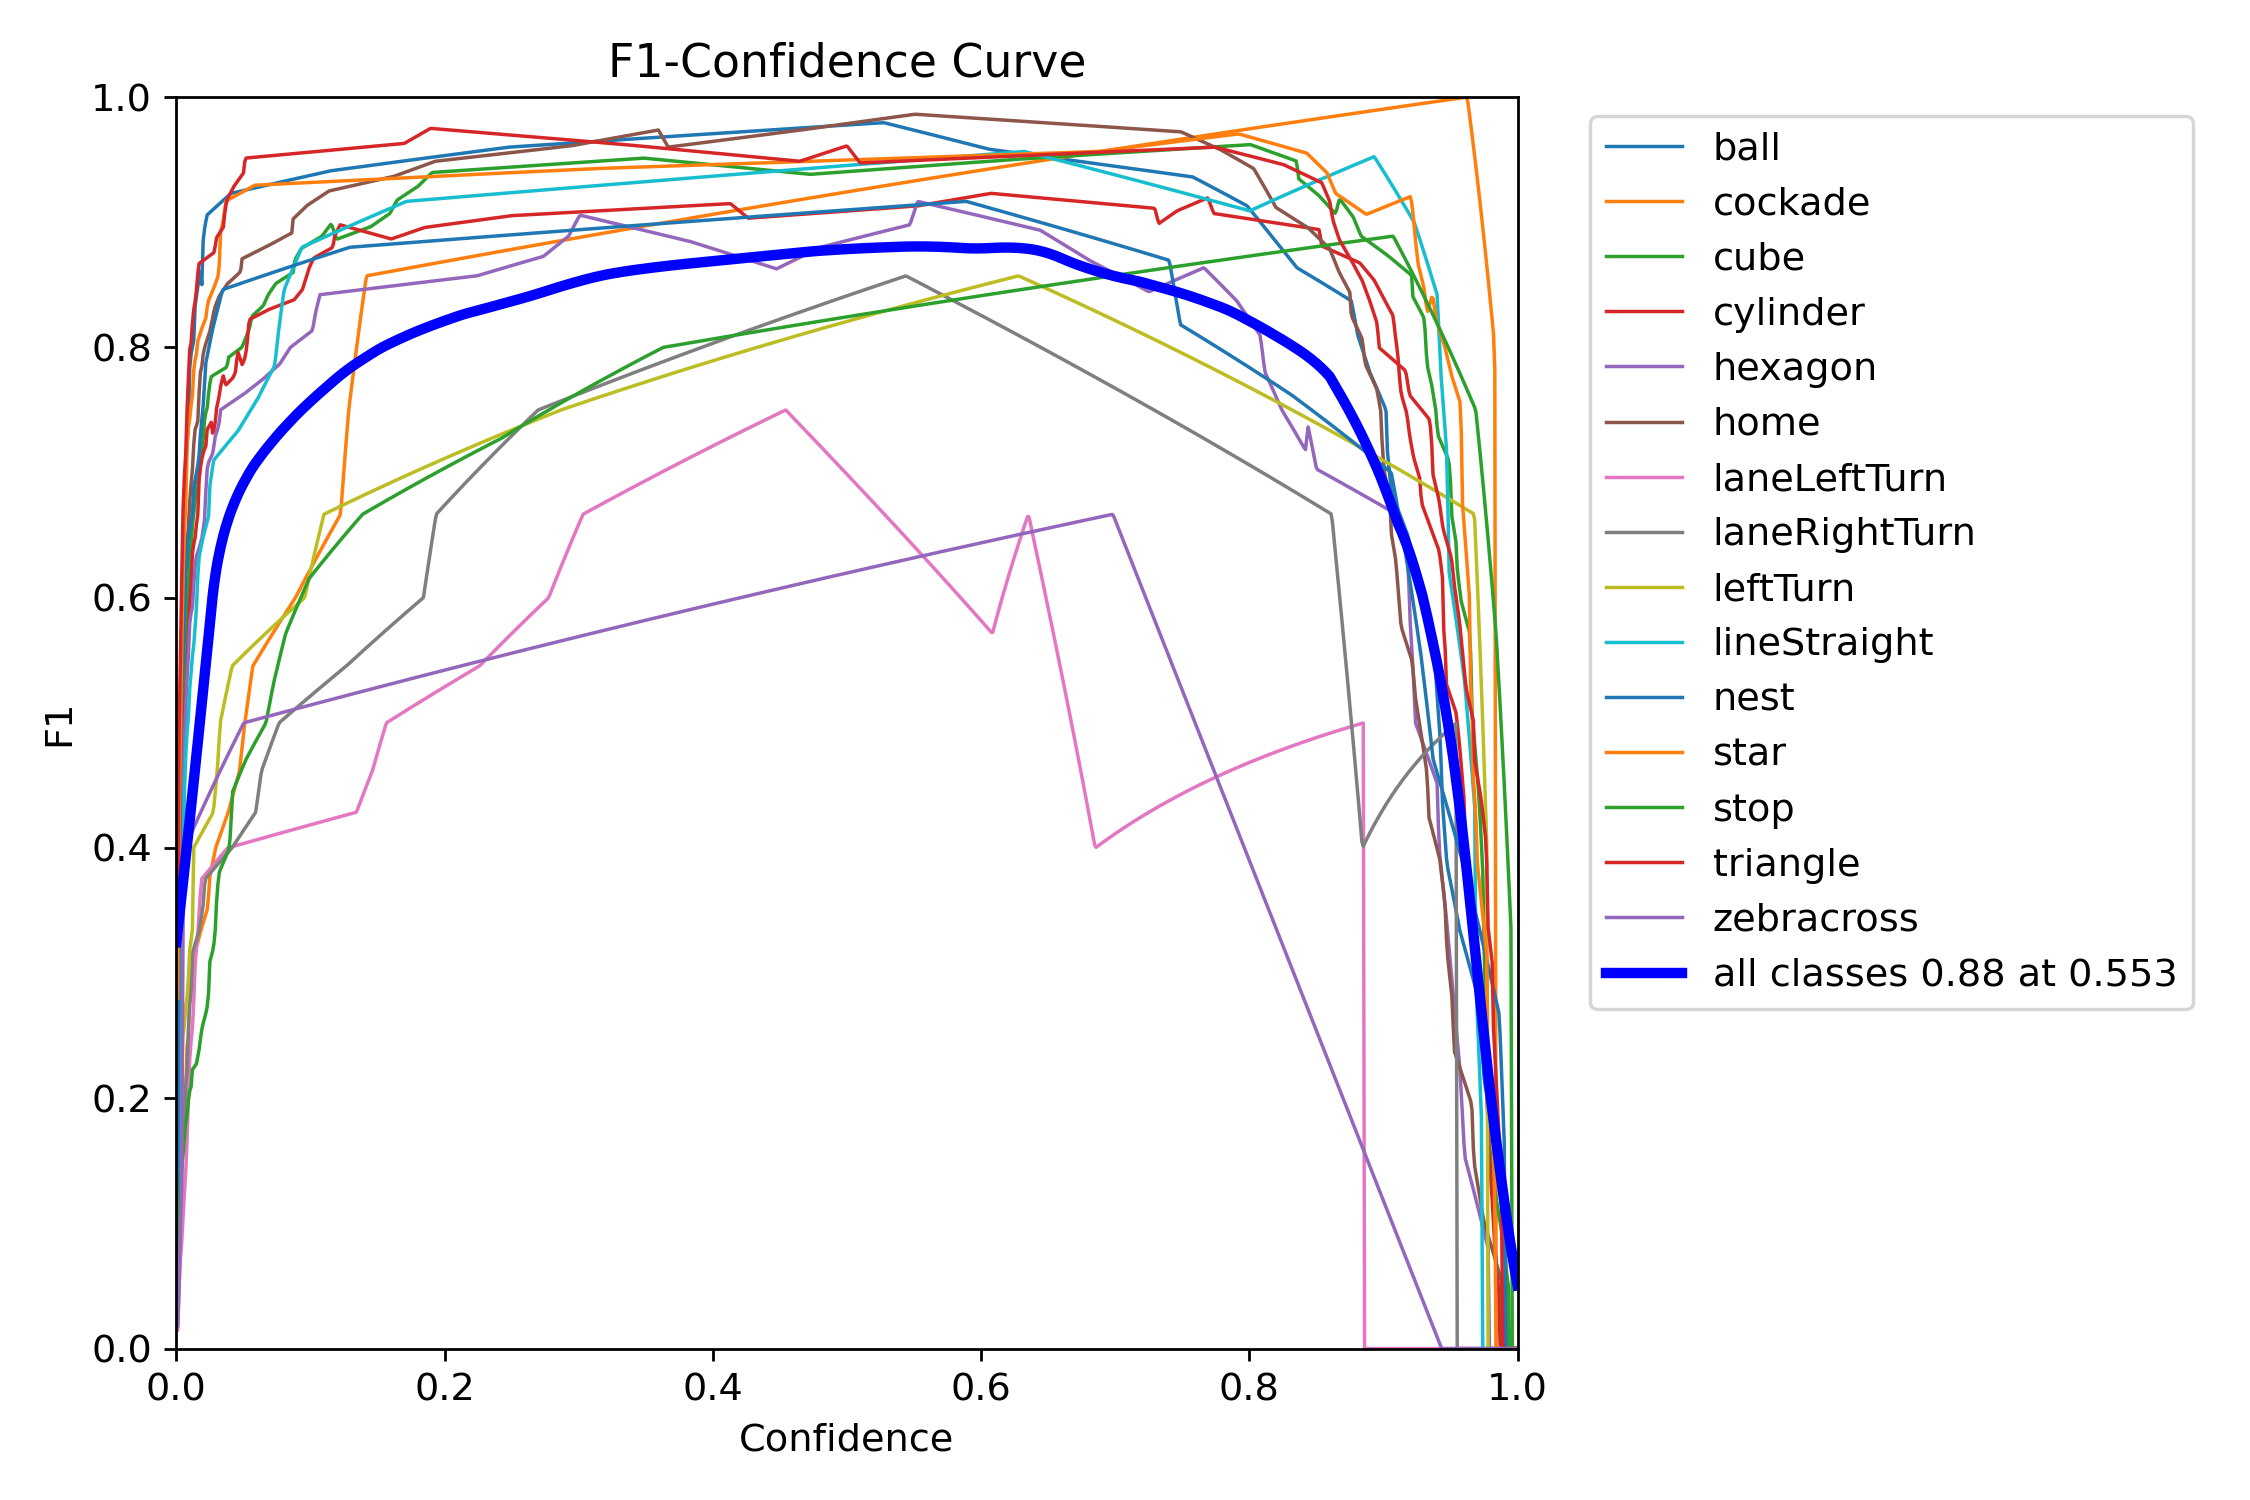 F1-Confidence Curve
1.0
0.8
0.6
0.4
0.2
0.0
F1
0.0 0.2 0.4 0.6 0.8 1.0
Confidence
ball
cockade
cube
cylinder
hexagon
home
laneLeftTurn
laneRightTurn
leftTurn
lineStraight
nest
star
stop
triangle
zebracross
all classes 0.88 at 0.553